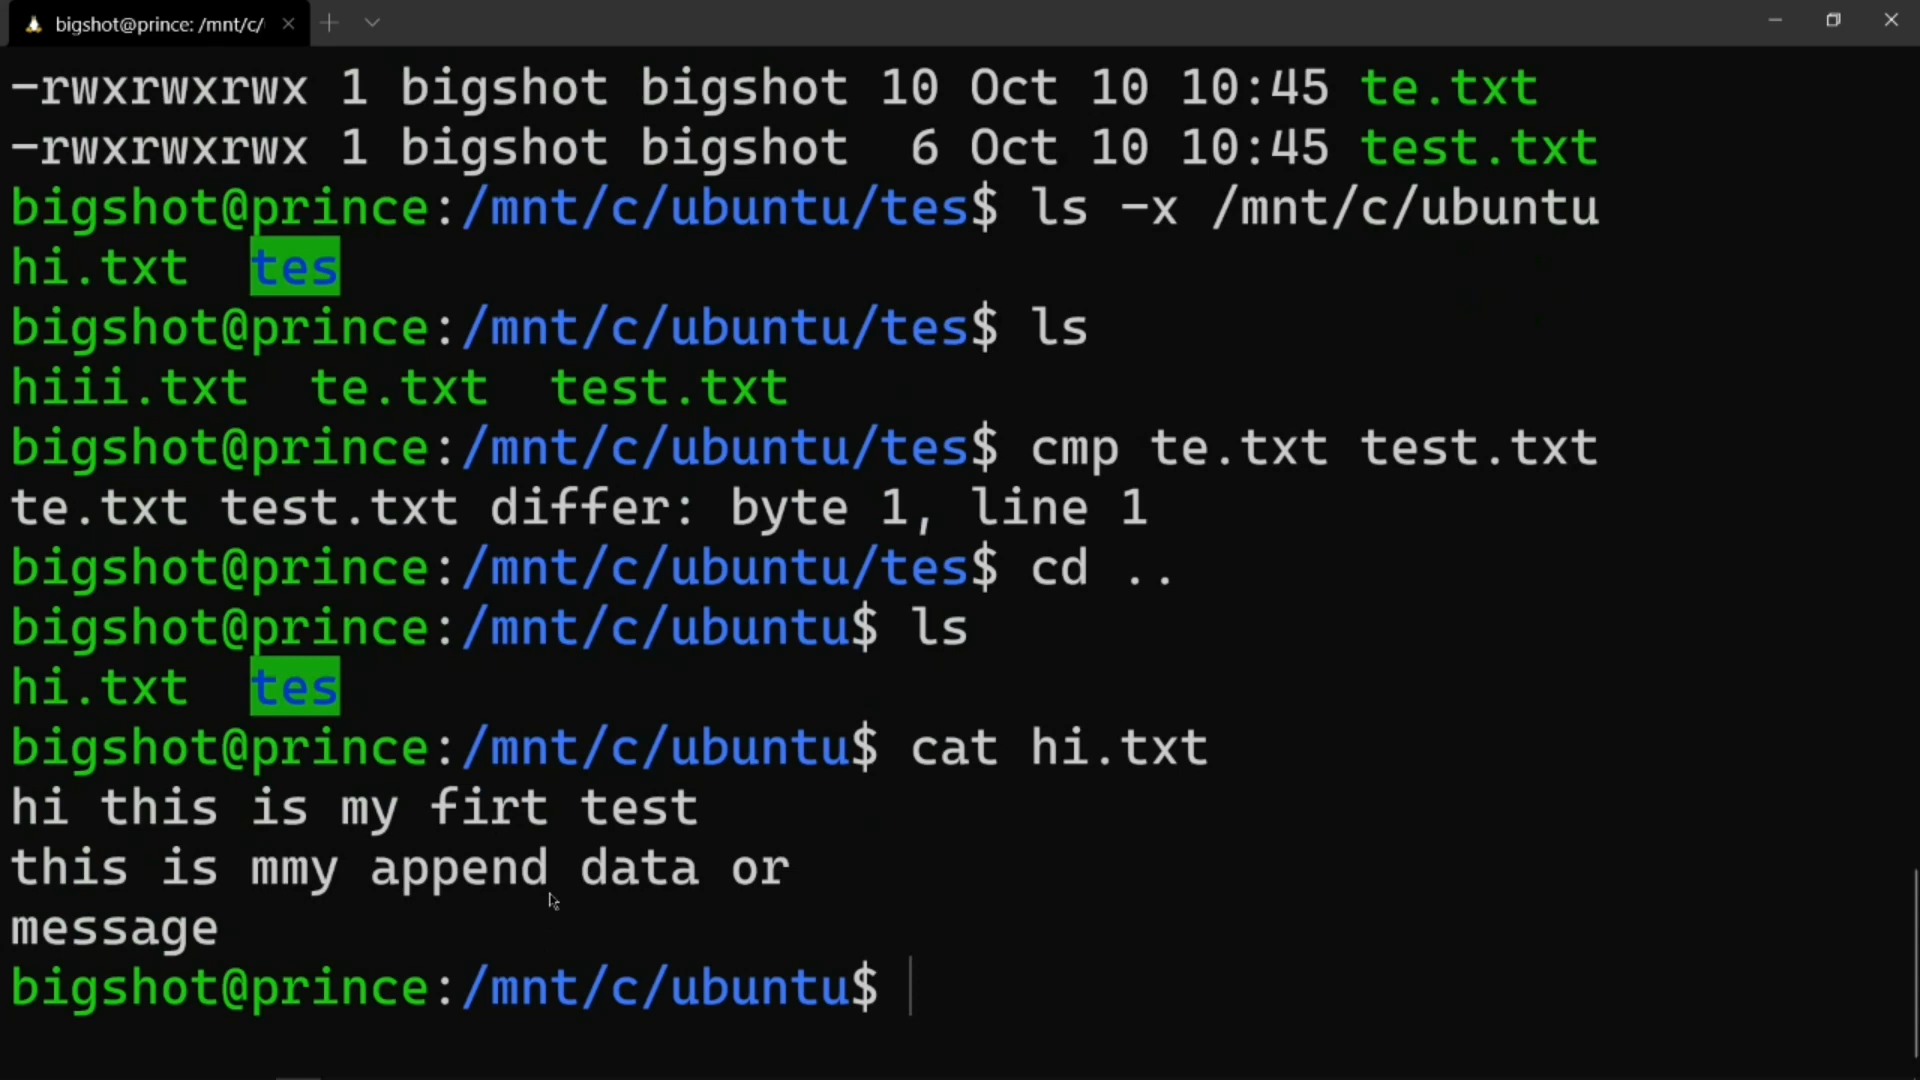 bigshot@prince: /mnt/c/
-rwxrwxrwx 1 bigshot bigshot 10 Oct 10 10:45 te.txt
-rwxrwxrwx 1 bigshot bigshot  6 Oct 10 10:45 test.txt
bigshot@prince:/mnt/c/ubuntu/tes$ ls -x /mnt/c/ubuntu
hi.txt  tes
bigshot@prince:/mnt/c/ubuntu/tes$ ls
hiii.txt  te.txt  test.txt
bigshot@prince:/mnt/c/ubuntu/tes$ cmp te.txt test.txt
te.txt test.txt differ: byte 1, line 1
bigshot@prince:/mnt/c/ubuntu/tes$ cd ..
bigshot@prince:/mnt/c/ubuntu$ ls
hi.txt  tes
bigshot@prince:/mnt/c/ubuntu$ cat hi.txt
hi this is my firt test
this is mmy append data or
message
bigshot@prince:/mnt/c/ubuntu$